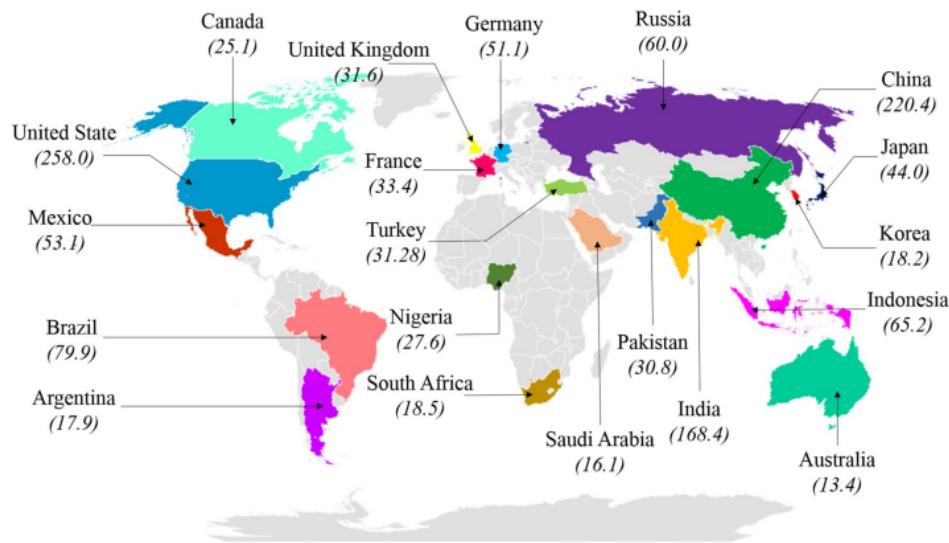 Canada
(25.1)
Germany
(51.1)
Russia
(60.0)
United Kingdom
(31.6)
China
(220.4)
United State
(258.0)
France
(33.4)
Japan
(44.0)
Mexico
(53.1)
Turkey
(31.28)
Korea
(18.2)
Indonesia
(65.2)
Brazil
(79.9)
Nigeria
(27.6)
Pakistan
(30.8)
Argentina
(17.9)
South Africa
(18.5)
India
(168.4)
Saudi Arabia
(16.1)
Australia
(13.4)